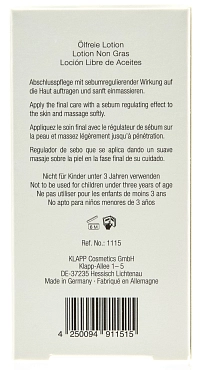 Ölfreie Lotion
Lotion Non Gras
Loción Libre de Aceites
Abschlusspflege mit sebumregulierender Wirkung auf
die Haut auftragen und sanft einmassieren.
Apply the final care with a sebum regulating effect to
the skin and massage softly.
Appliquez le soin final avec le régulateur de sébum sur
la peau et massez légèrement jusqu'à pénétration.
Regulador de sebo que se aplica dando un suave
masaje sobre la piel en la fase final de su cuidado.
Nicht für Kinder unter 3 Jahren verwenden
Not to be used for children under three years of age
Ne pas utiliser pour les enfants de moins de 3 ans
No apto para niños menores de 3 años
6 M
Ref. No.: 1115
KLAPP Cosmetics GmbH
Klapp-Allee 1– 5
DE-37235 Hessisch Lichtenau
Made in Germany · Fabriqué en Allemagne
4 250094 911515